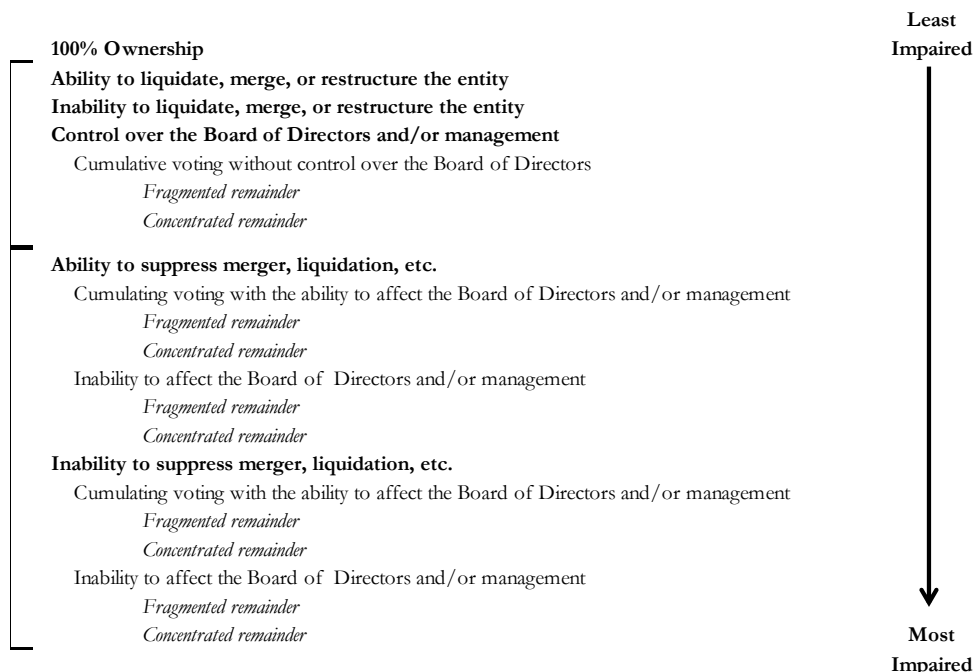 Least
Impaired
100% Ownership
Ability to liquidate, merge, or restructure the entity
Inability to liquidate, merge, or restructure the entity
Control over the Board of Directors and/or management
Cumulative voting without control over the Board of Directors
Fragmented remainder
Concentrated remainder
Ability to suppress merger, liquidation, etc.
Cumulating voting with the ability to affect the Board of Directors and/or management
Fragmented remainder
Concentrated remainder
Inability to affect the Board of Directors and/or management
Fragmented remainder
Concentrated remainder
Inability to suppress merger, liquidation, etc.
Cumulating voting with the ability to affect the Board of Directors and/or management
Fragmented remainder
Concentrated remainder
Inability to affect the Board of Directors and/or management
Fragmented remainder
Concentrated remainder
Most
Impaired